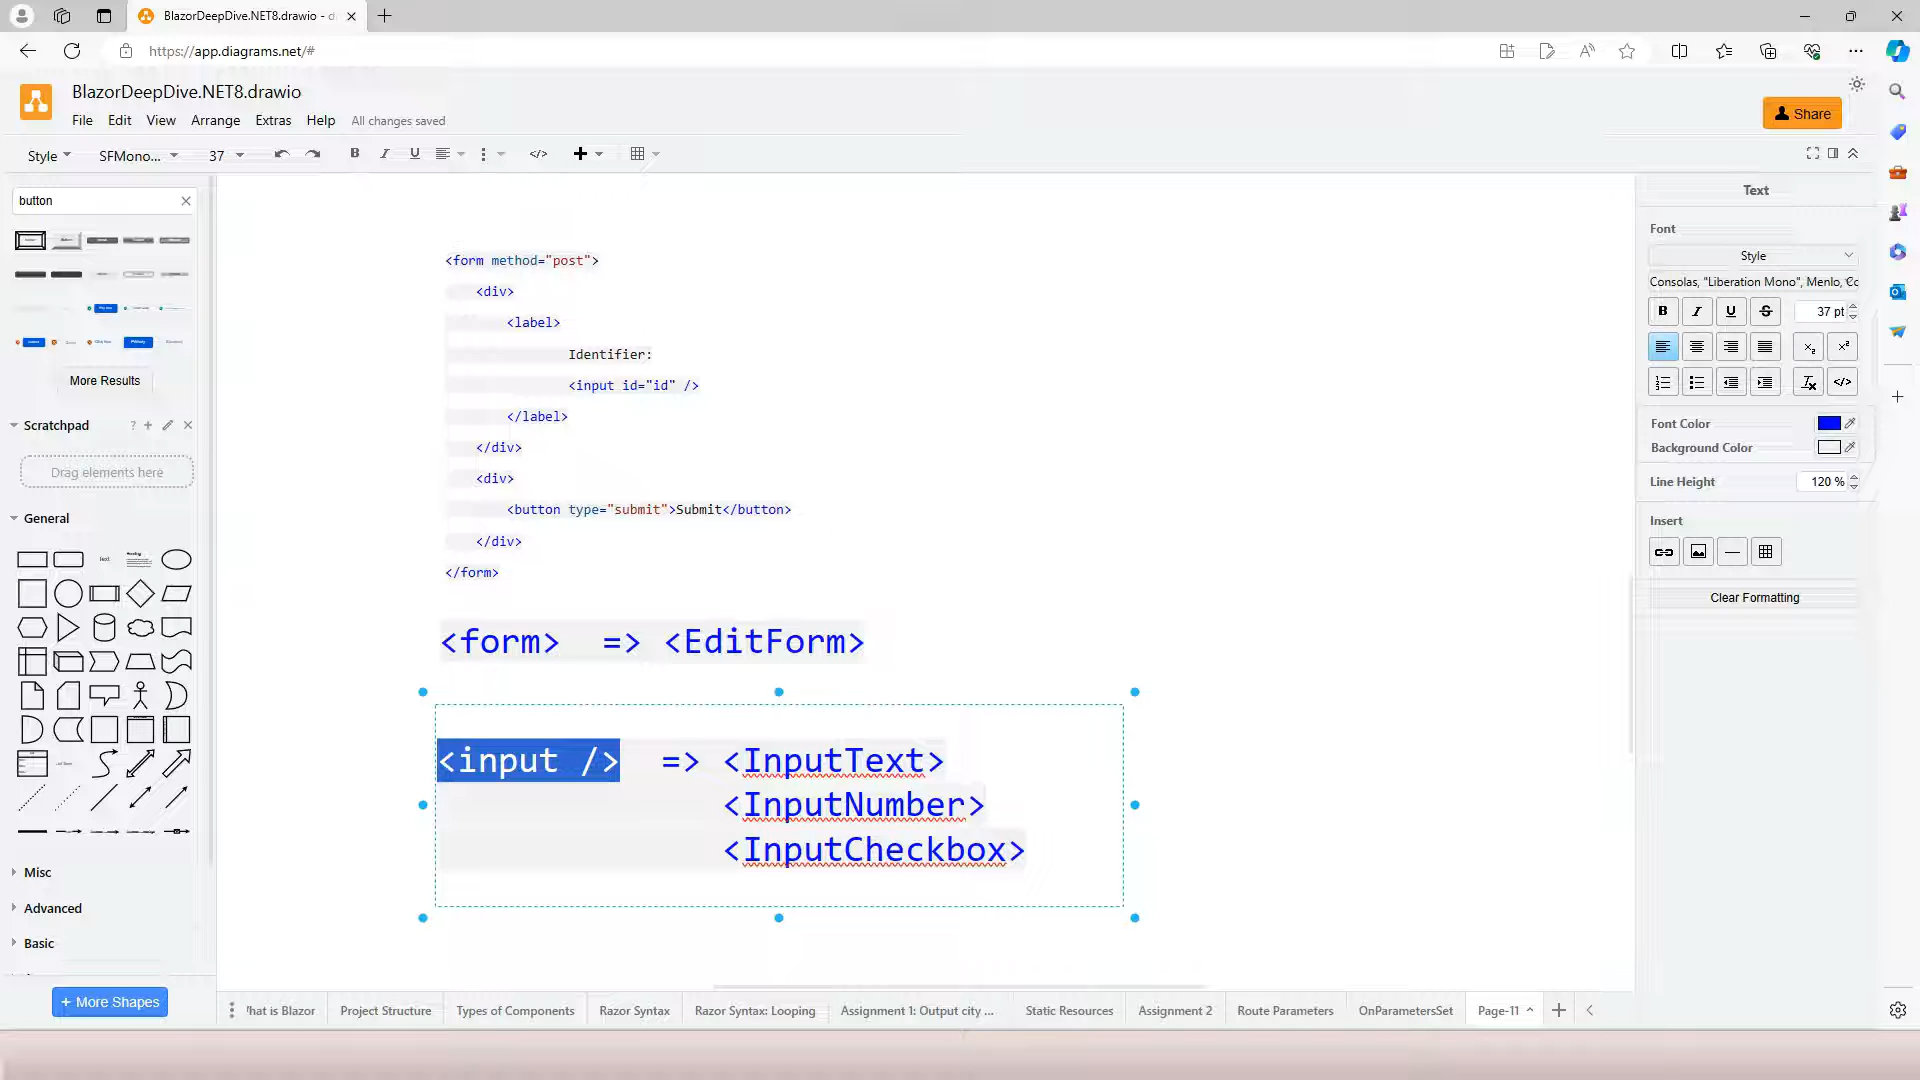 BlazorDeepDive.NET8.drawio - d
https://app.diagrams.net/#
BlazorDeepDive.NET8.drawio
File Edit View Arrange Extras Help All changes saved
Share
Style SFMono... 37 B I U
button
More Results
Scratchpad
?
Drag elements here
General
Text
Heading
Misc
Advanced
Basic
+ More Shapes
<form method="post">
<div>
<label>
Identifier:
<input id="id" />
</label>
</div>
<div>
<button type="submit">Submit</button>
</div>
</form>
<form> => <EditForm>
<input /> => <InputText>
<InputNumber>
<InputCheckbox>
Text
Font
Style
Consolas, "Liberation Mono", Menlo, Co
B I U S 37 pt
Font Color
Background Color
Line Height 120 %
Insert
Clear Formatting
hat is Blazor Project Structure Types of Components Razor Syntax Razor Syntax: Looping Assignment 1: Output city ... Static Resources Assignment 2 Route Parameters OnParametersSet Page-11